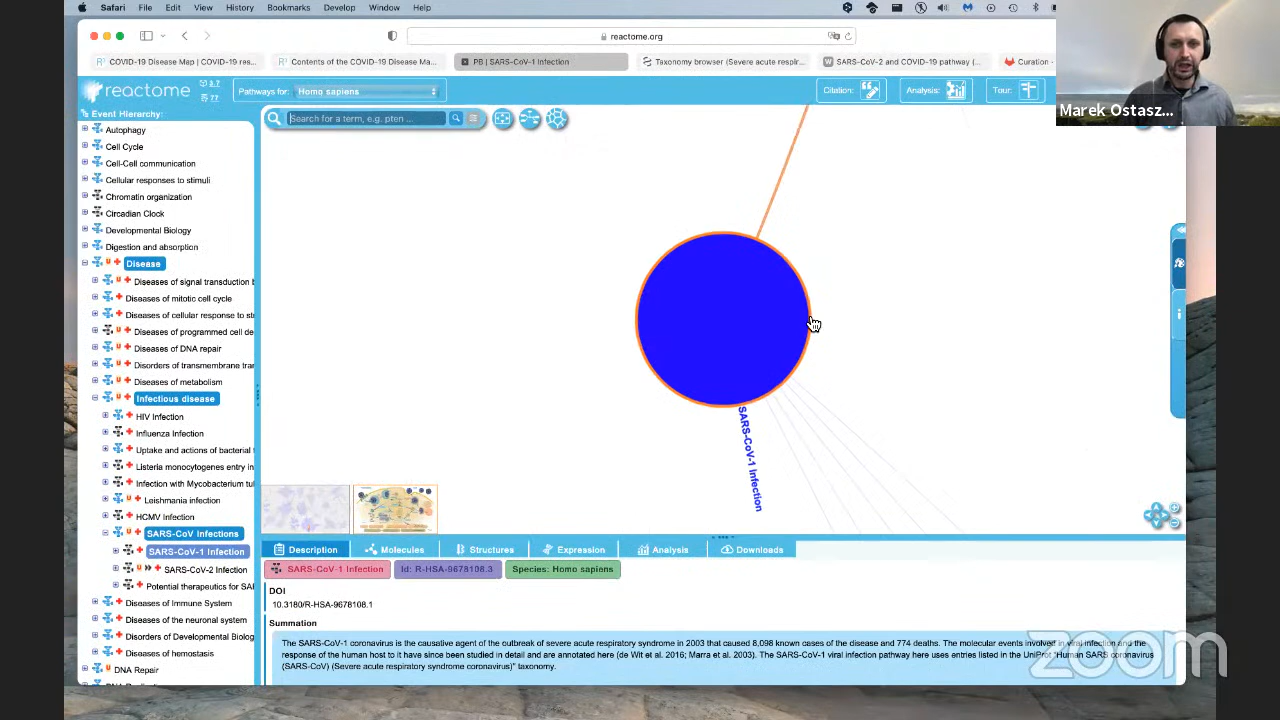 Safari File Edit View History Bookmarks Develop Window Help
reactome.org
COVID-19 Disease Map | COVID-19 res...
Contents of the COVID-19 Disease Ma...
PB | SARS-CoV-1 Infection
Taxonomy browser (Severe acute respir...
SARS-CoV-2 and COVID-19 pathway (...
Curation -
Marek Ostasz...
reactome
3.7
77
Pathways for: Homo sapiens
Citation:
Analysis:
Tour:
Event Hierarchy:
Search for a term, e.g. pten ...
Autophagy
Cell Cycle
Cell-Cell communication
Cellular responses to stimuli
Chromatin organization
Circadian Clock
Developmental Biology
Digestion and absorption
Disease
Diseases of signal transduction b
Diseases of mitotic cell cycle
Diseases of cellular response to st
Diseases of programmed cell de
Diseases of DNA repair
Disorders of transmembrane tran
Diseases of metabolism
Infectious disease
HIV Infection
Influenza Infection
Uptake and actions of bacterial t
Listeria monocytogenes entry in
Infection with Mycobacterium tub
Leishmania infection
HCMV Infection
SARS-CoV Infections
SARS-CoV-1 Infection
SARS-CoV-2 Infection
Potential therapeutics for SAR
Diseases of Immune System
Diseases of the neuronal system
Disorders of Developmental Biolog
Diseases of hemostasis
DNA Repair
SARS-CoV-1 Infection
Description
Molecules
Structures
Expression
Analysis
Downloads
SARS-CoV-1 Infection
Id: R-HSA-9678108.3
Species: Homo sapiens
DOI
10.3180/R-HSA-9678108.1
Summation
The SARS-CoV-1 coronavirus is the causative agent of the outbreak of severe acute respiratory syndrome in 2003 that caused 8,098 known cases of the disease and 774 deaths. The molecular events involved in viral infection and the
response of the human host to it have since been studied in detail and are annotated here (de Wit et al. 2016; Marra et al. 2003). The SARS-CoV-1 viral infection pathway here uses entries listed in the UniProt "Human SARS coronavirus
(SARS-CoV) (Severe acute respiratory syndrome coronavirus)" taxonomy.
zoom